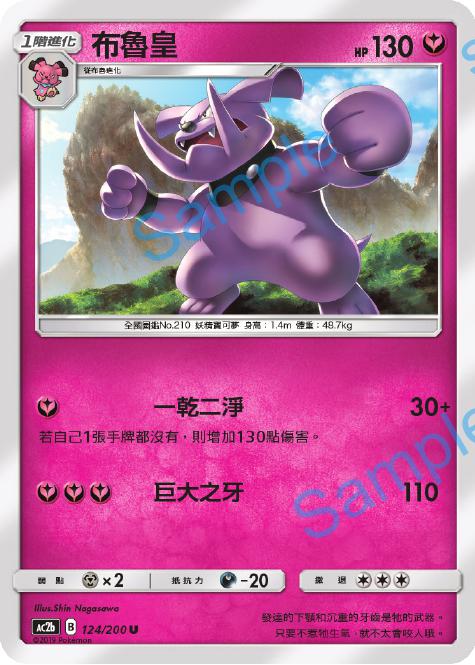 1階進化 布魯皇 HP 130
從布魯進化
Sample
全國圖鑑No.210 妖精寶可夢 身高：1.4m 體重：48.7kg
一乾二淨 30+
若自己1張手牌都沒有，則增加130點傷害。
Sample
巨大之牙 110
弱點 ×2 抵抗力 -20 撤退
Illus.Shin Nagasawa
AC2b B 124/200 U
©2019 Pokémon
發達的下顎和沉重的牙齒是牠的武器。
只要不惹牠生氣，就不太會咬人哦。